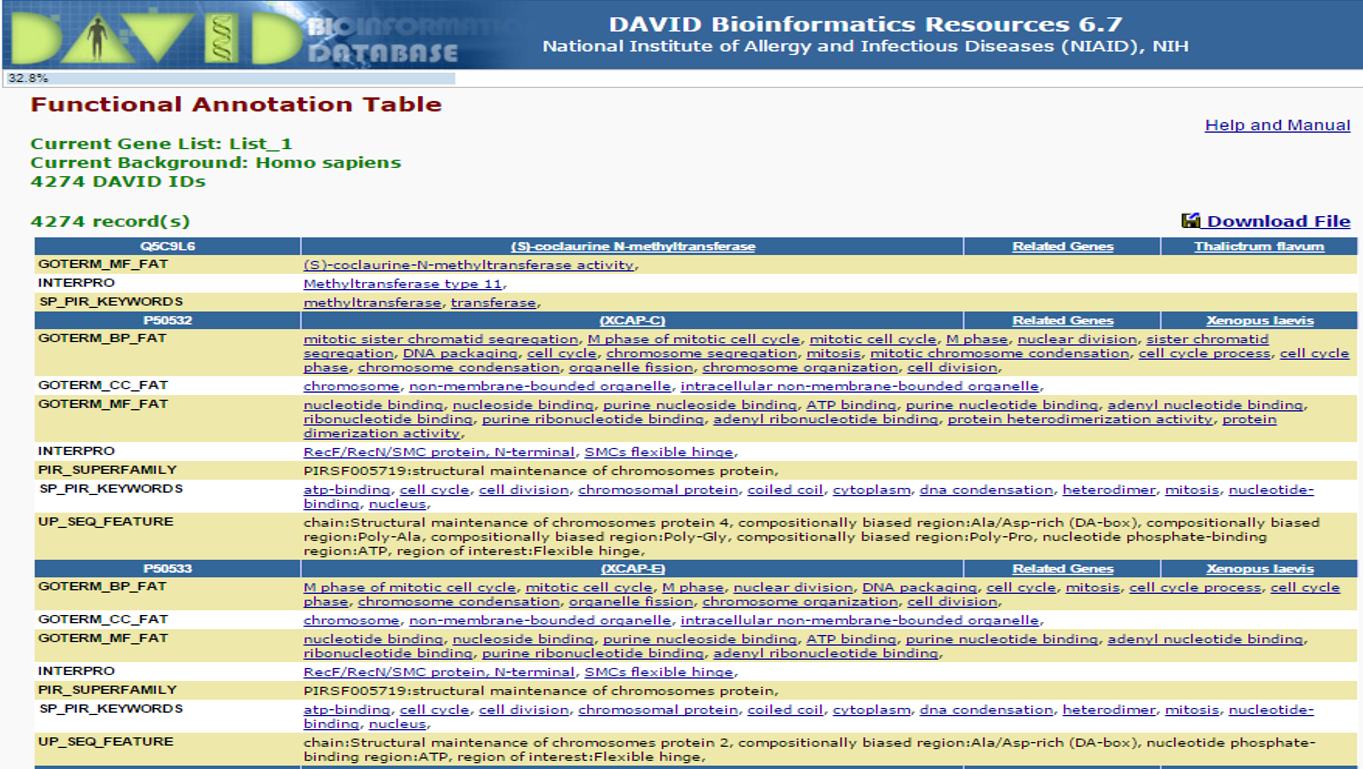 DAVID BIOINFORMATICS
DATABASE
DAVID Bioinformatics Resources 6.7
National Institute of Allergy and Infectious Diseases (NIAID), NIH
32.8%
Functional Annotation Table
Help and Manual
Current Gene List: List_1
Current Background: Homo sapiens
4274 DAVID IDs
4274 record(s)
Download File
Q5C9L6 (S)-coclaurine N-methyltransferase Related Genes Thalictrum flavum
GOTERM_MF_FAT (S)-coclaurine-N-methyltransferase activity,
INTERPRO Methyltransferase type 11,
SP_PIR_KEYWORDS methyltransferase, transferase,
P50532 (XCAP-C) Related Genes Xenopus laevis
GOTERM_BP_FAT mitotic sister chromatid segregation, M phase of mitotic cell cycle, mitotic cell cycle, M phase, nuclear division, sister chromatid
segregation, DNA packaging, cell cycle, chromosome segregation, mitosis, mitotic chromosome condensation, cell cycle process, cell cycle
phase, chromosome condensation, organelle fission, chromosome organization, cell division,
GOTERM_CC_FAT chromosome, non-membrane-bounded organelle, intracellular non-membrane-bounded organelle,
GOTERM_MF_FAT nucleotide binding, nucleoside binding, purine nucleoside binding, ATP binding, purine nucleotide binding, adenyl nucleotide binding,
ribonucleotide binding, purine ribonucleotide binding, adenyl ribonucleotide binding, protein heterodimerization activity, protein
dimerization activity,
INTERPRO RecF/RecN/SMC protein, N-terminal, SMCs flexible hinge,
PIR_SUPERFAMILY PIRSF005719:structural maintenance of chromosomes protein,
SP_PIR_KEYWORDS atp-binding, cell cycle, cell division, chromosomal protein, coiled coil, cytoplasm, dna condensation, heterodimer, mitosis, nucleotide-
binding, nucleus,
UP_SEQ_FEATURE chain:Structural maintenance of chromosomes protein 4, compositionally biased region:Ala/Asp-rich (DA-box), compositionally biased
region:Poly-Ala, compositionally biased region:Poly-Gly, compositionally biased region:Poly-Pro, nucleotide phosphate-binding
region:ATP, region of interest:Flexible hinge,
P50533 (XCAP-E) Related Genes Xenopus laevis
GOTERM_BP_FAT M phase of mitotic cell cycle, mitotic cell cycle, M phase, nuclear division, DNA packaging, cell cycle, mitosis, cell cycle process, cell cycle
phase, chromosome condensation, organelle fission, chromosome organization, cell division,
GOTERM_CC_FAT chromosome, non-membrane-bounded organelle, intracellular non-membrane-bounded organelle,
GOTERM_MF_FAT nucleotide binding, nucleoside binding, purine nucleoside binding, ATP binding, purine nucleotide binding, adenyl nucleotide binding,
ribonucleotide binding, purine ribonucleotide binding, adenyl ribonucleotide binding,
INTERPRO RecF/RecN/SMC protein, N-terminal, SMCs flexible hinge,
PIR_SUPERFAMILY PIRSF005719:structural maintenance of chromosomes protein,
SP_PIR_KEYWORDS atp-binding, cell cycle, cell division, chromosomal protein, coiled coil, cytoplasm, dna condensation, heterodimer, mitosis, nucleotide-
binding, nucleus,
UP_SEQ_FEATURE chain:Structural maintenance of chromosomes protein 2, compositionally biased region:Ala/Asp-rich (DA-box), nucleotide phosphate-
binding region:ATP, region of interest:Flexible hinge,